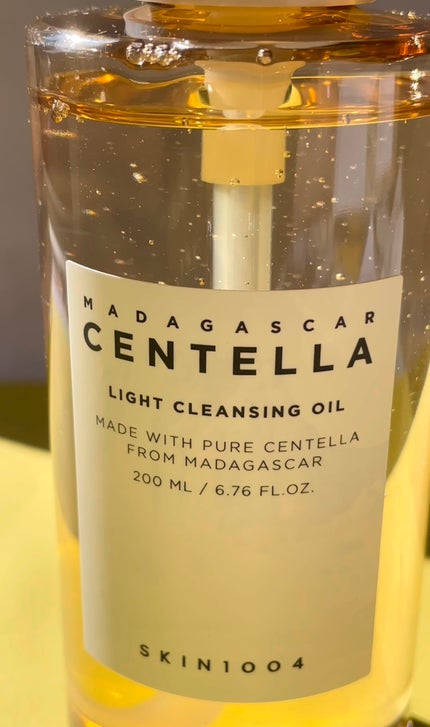 MADAGASCAR
CENTELLA
LIGHT CLEANSING OIL
MADE WITH PURE CENTELLA
FROM MADAGASCAR
200 ML / 6.76 FL.OZ.
SKIN1004